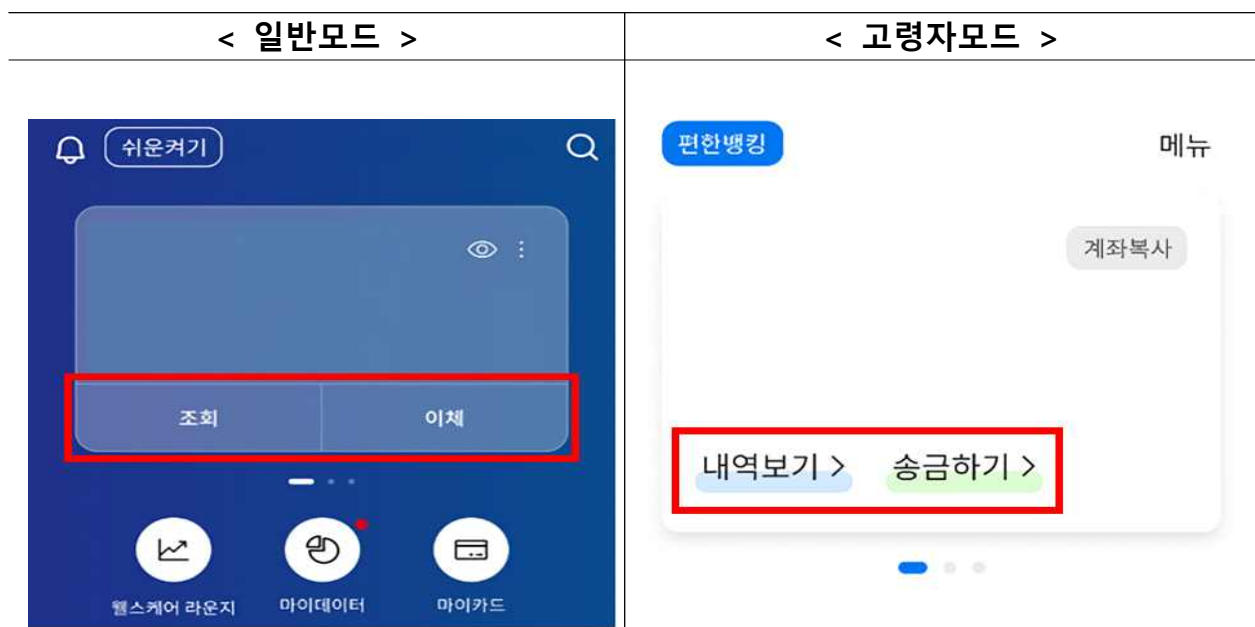 < 일반모드 >
쉬운켜기
조회 이체
웰스케어 라운지 마이데이터 마이카드
< 고령자모드 >
편한뱅킹 메뉴
계좌복사
내역보기 > 송금하기 >